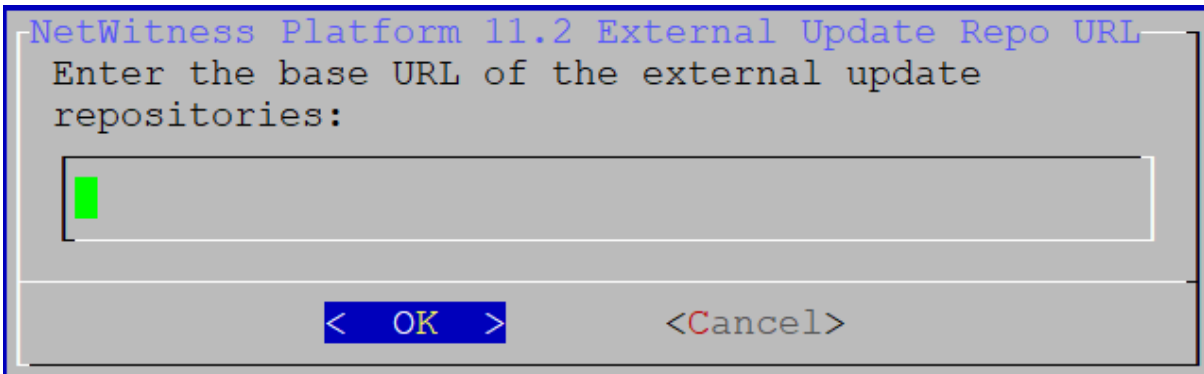 NetWitness Platform 11.2 External Update Repo URL
Enter the base URL of the external update
repositories:
<  OK  > <Cancel>